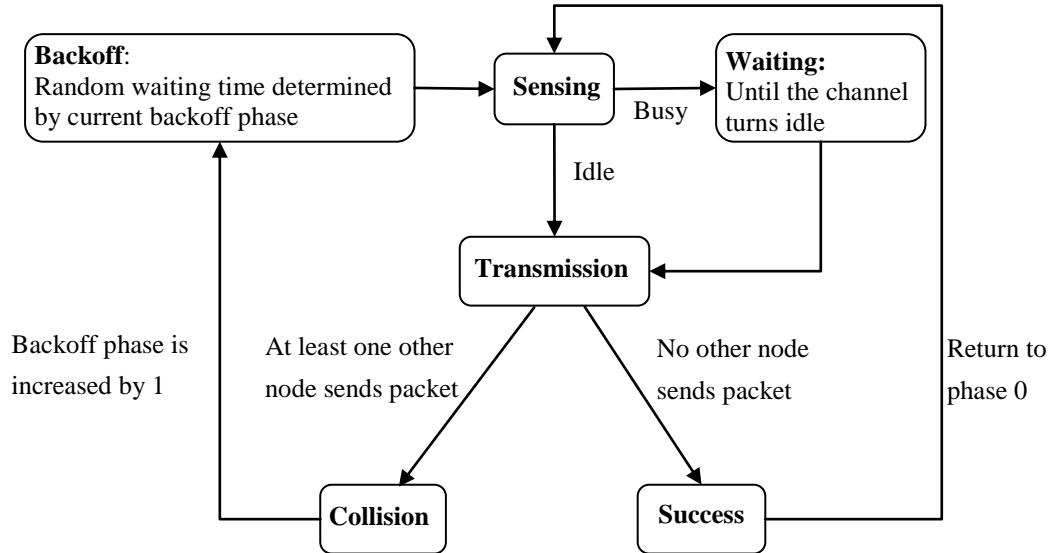 Backoff:
Random waiting time determined
by current backoff phase
Sensing
Busy
Waiting:
Until the channel
turns idle
Idle
Transmission
Backoff phase is
increased by 1
At least one other
node sends packet
No other node
sends packet
Return to
phase 0
Collision
Success